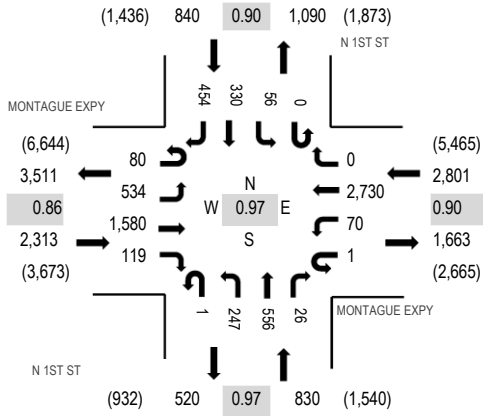 (1,436) 840 0.90 1,090 (1,873)
N 1ST ST
MONTAGUE EXPY
454 330 56 0
(6,644)
3,511
0.86
2,313
(3,673)
80
534
1,580
119
N
W 0.97 E
S
0
2,730
70
1
(5,465)
2,801
0.90
1,663
(2,665)
1 247 556 26
MONTAGUE EXPY
N 1ST ST
(932) 520 0.97 830 (1,540)